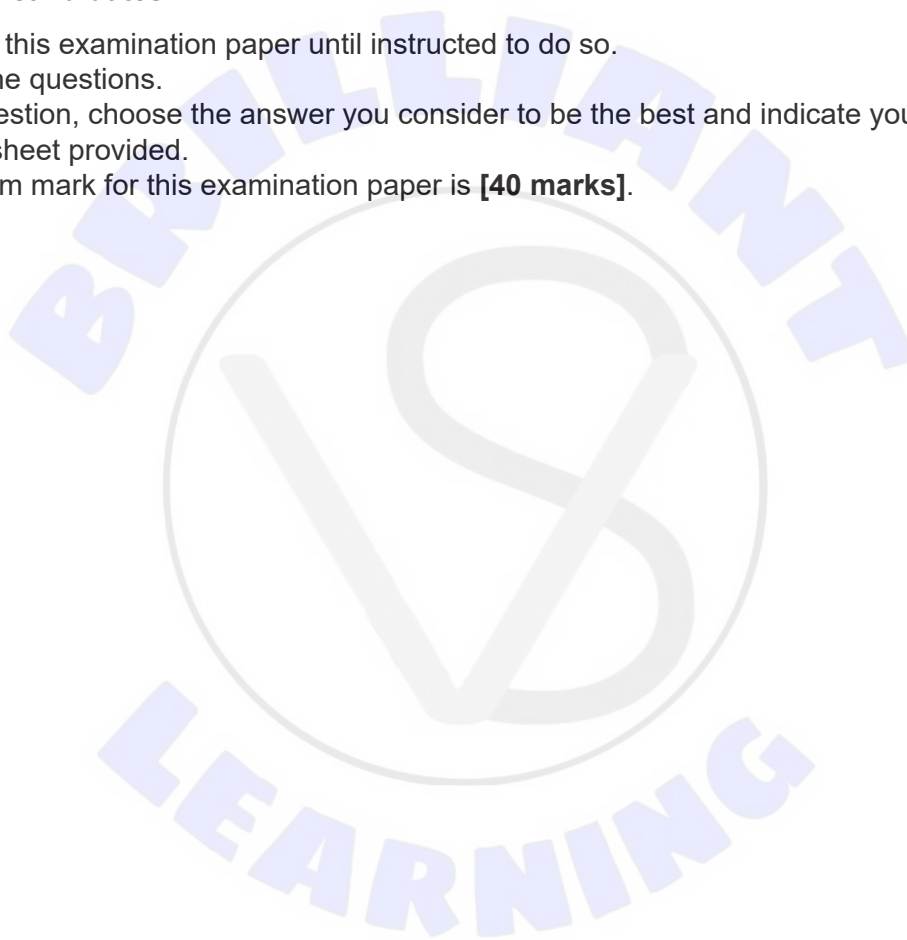 this examination paper until instructed to do so.
ne questions.
estion, choose the answer you consider to be the best and indicate you
sheet provided.
m mark for this examination paper is [40 marks].
BRILLIANT
VS
LEARNING